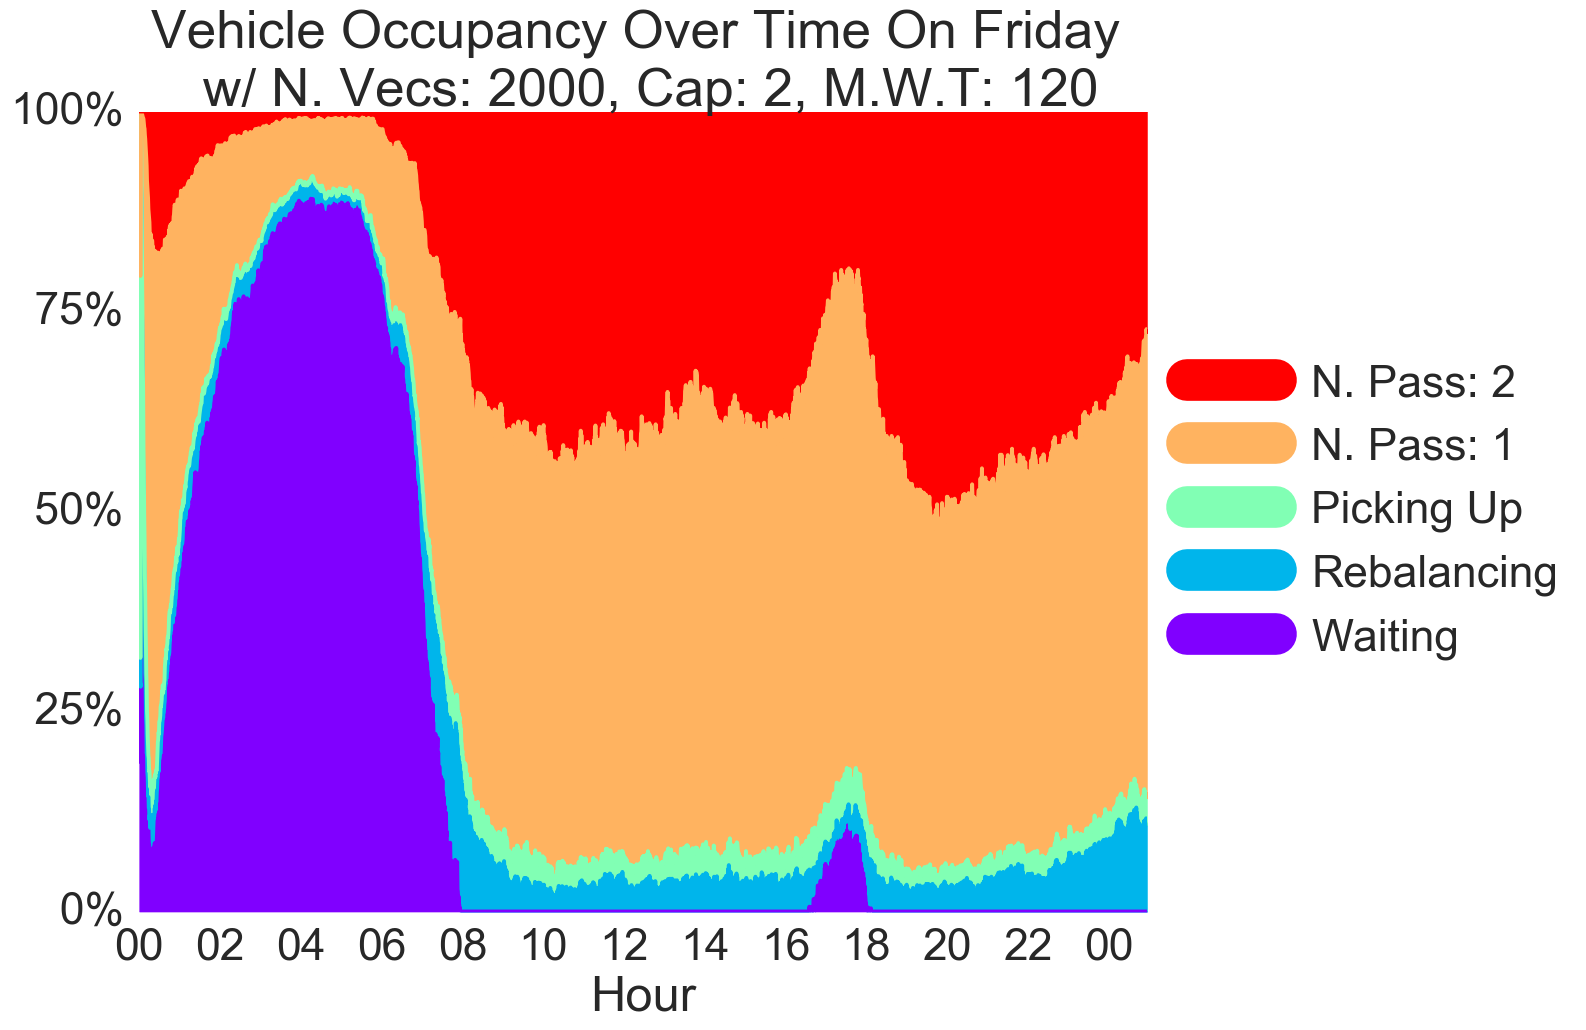 Vehicle Occupancy Over Time On Friday
w/ N. Vecs: 2000, Cap: 2, M.W.T: 120
100%
75%
50%
25%
0%
00 02 04 06 08 10 12 14 16 18 20 22 00
Hour
N. Pass: 2
N. Pass: 1
Picking Up
Rebalancing
Waiting